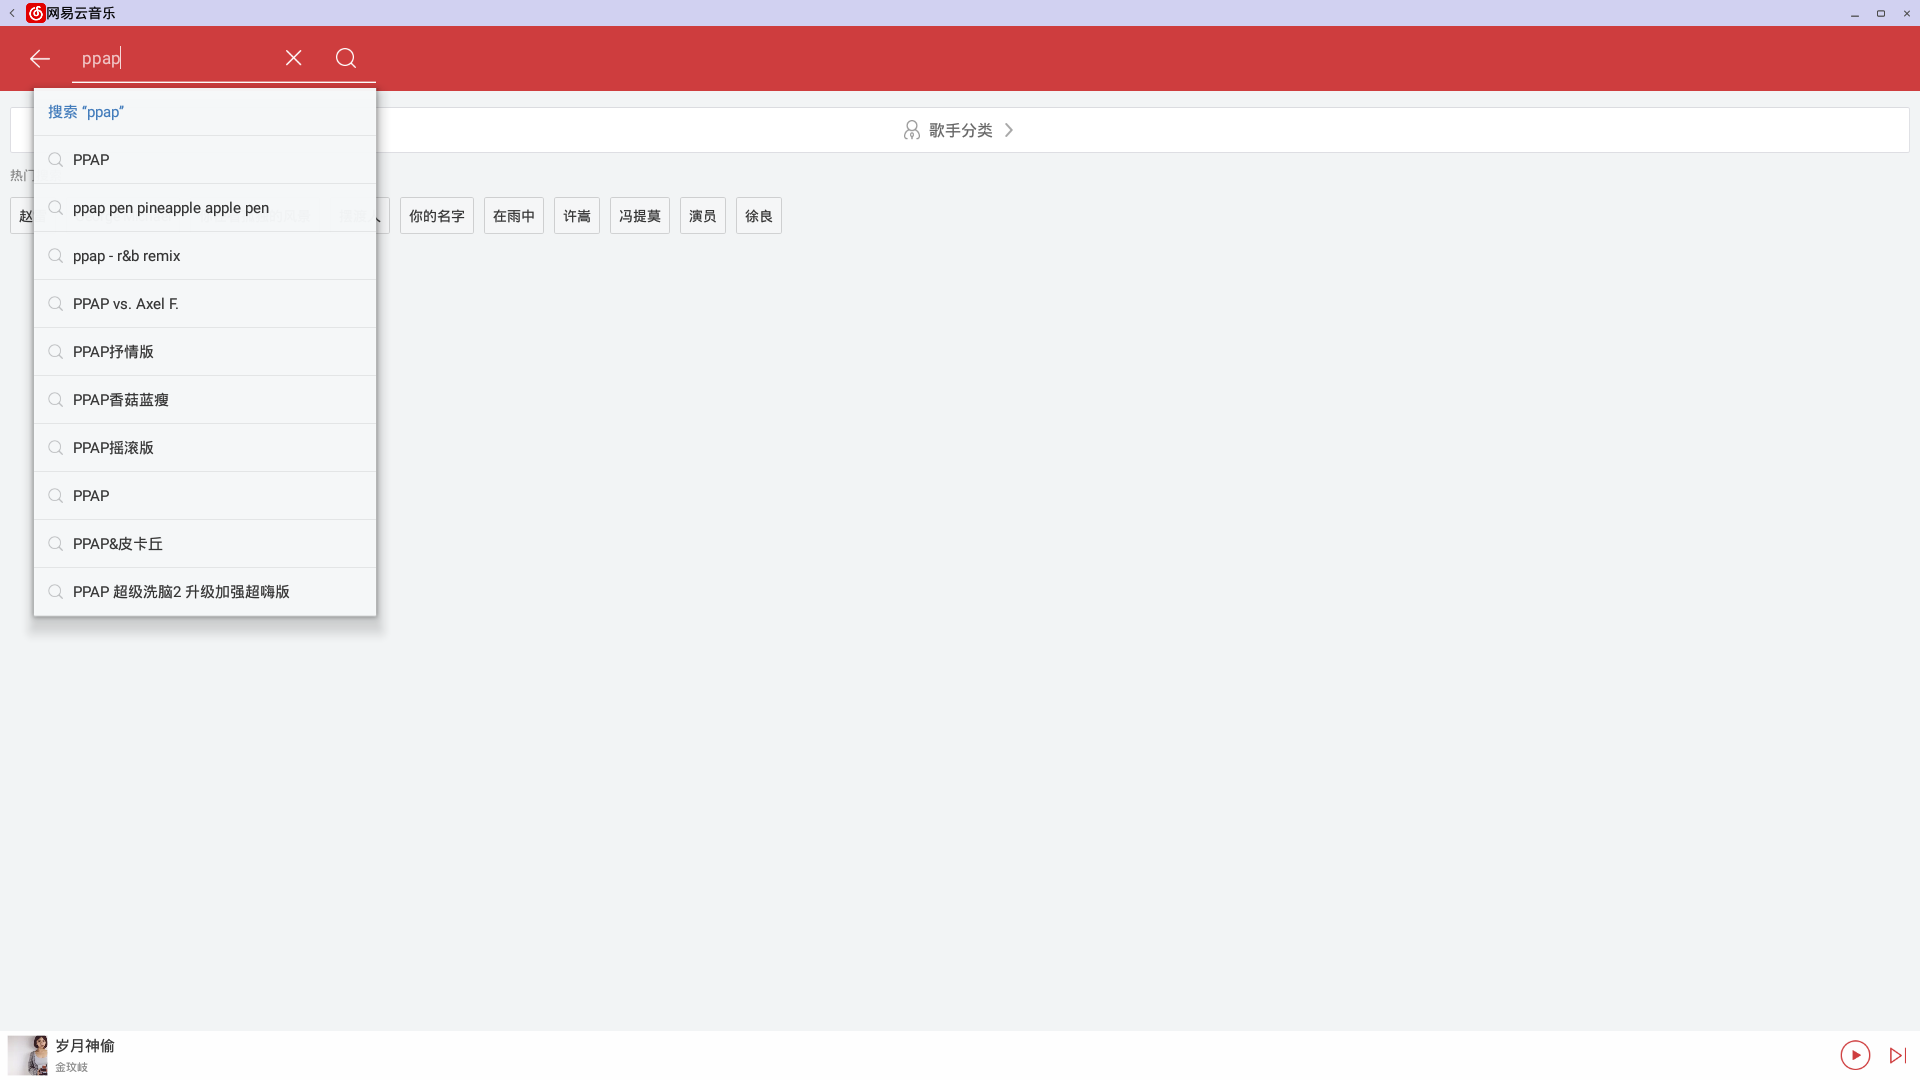 网易云音乐
ppap
搜索 “ppap”
歌手分类
PPAP
热门
ppap pen pineapple apple pen
赵
你的名字
在雨中
许嵩
冯提莫
演员
徐良
ppap - r&b remix
PPAP vs. Axel F.
PPAP抒情版
PPAP香菇蓝瘦
PPAP摇滚版
PPAP
PPAP&皮卡丘
PPAP 超级洗脑2 升级加强超嗨版
岁月神偷
金玟岐